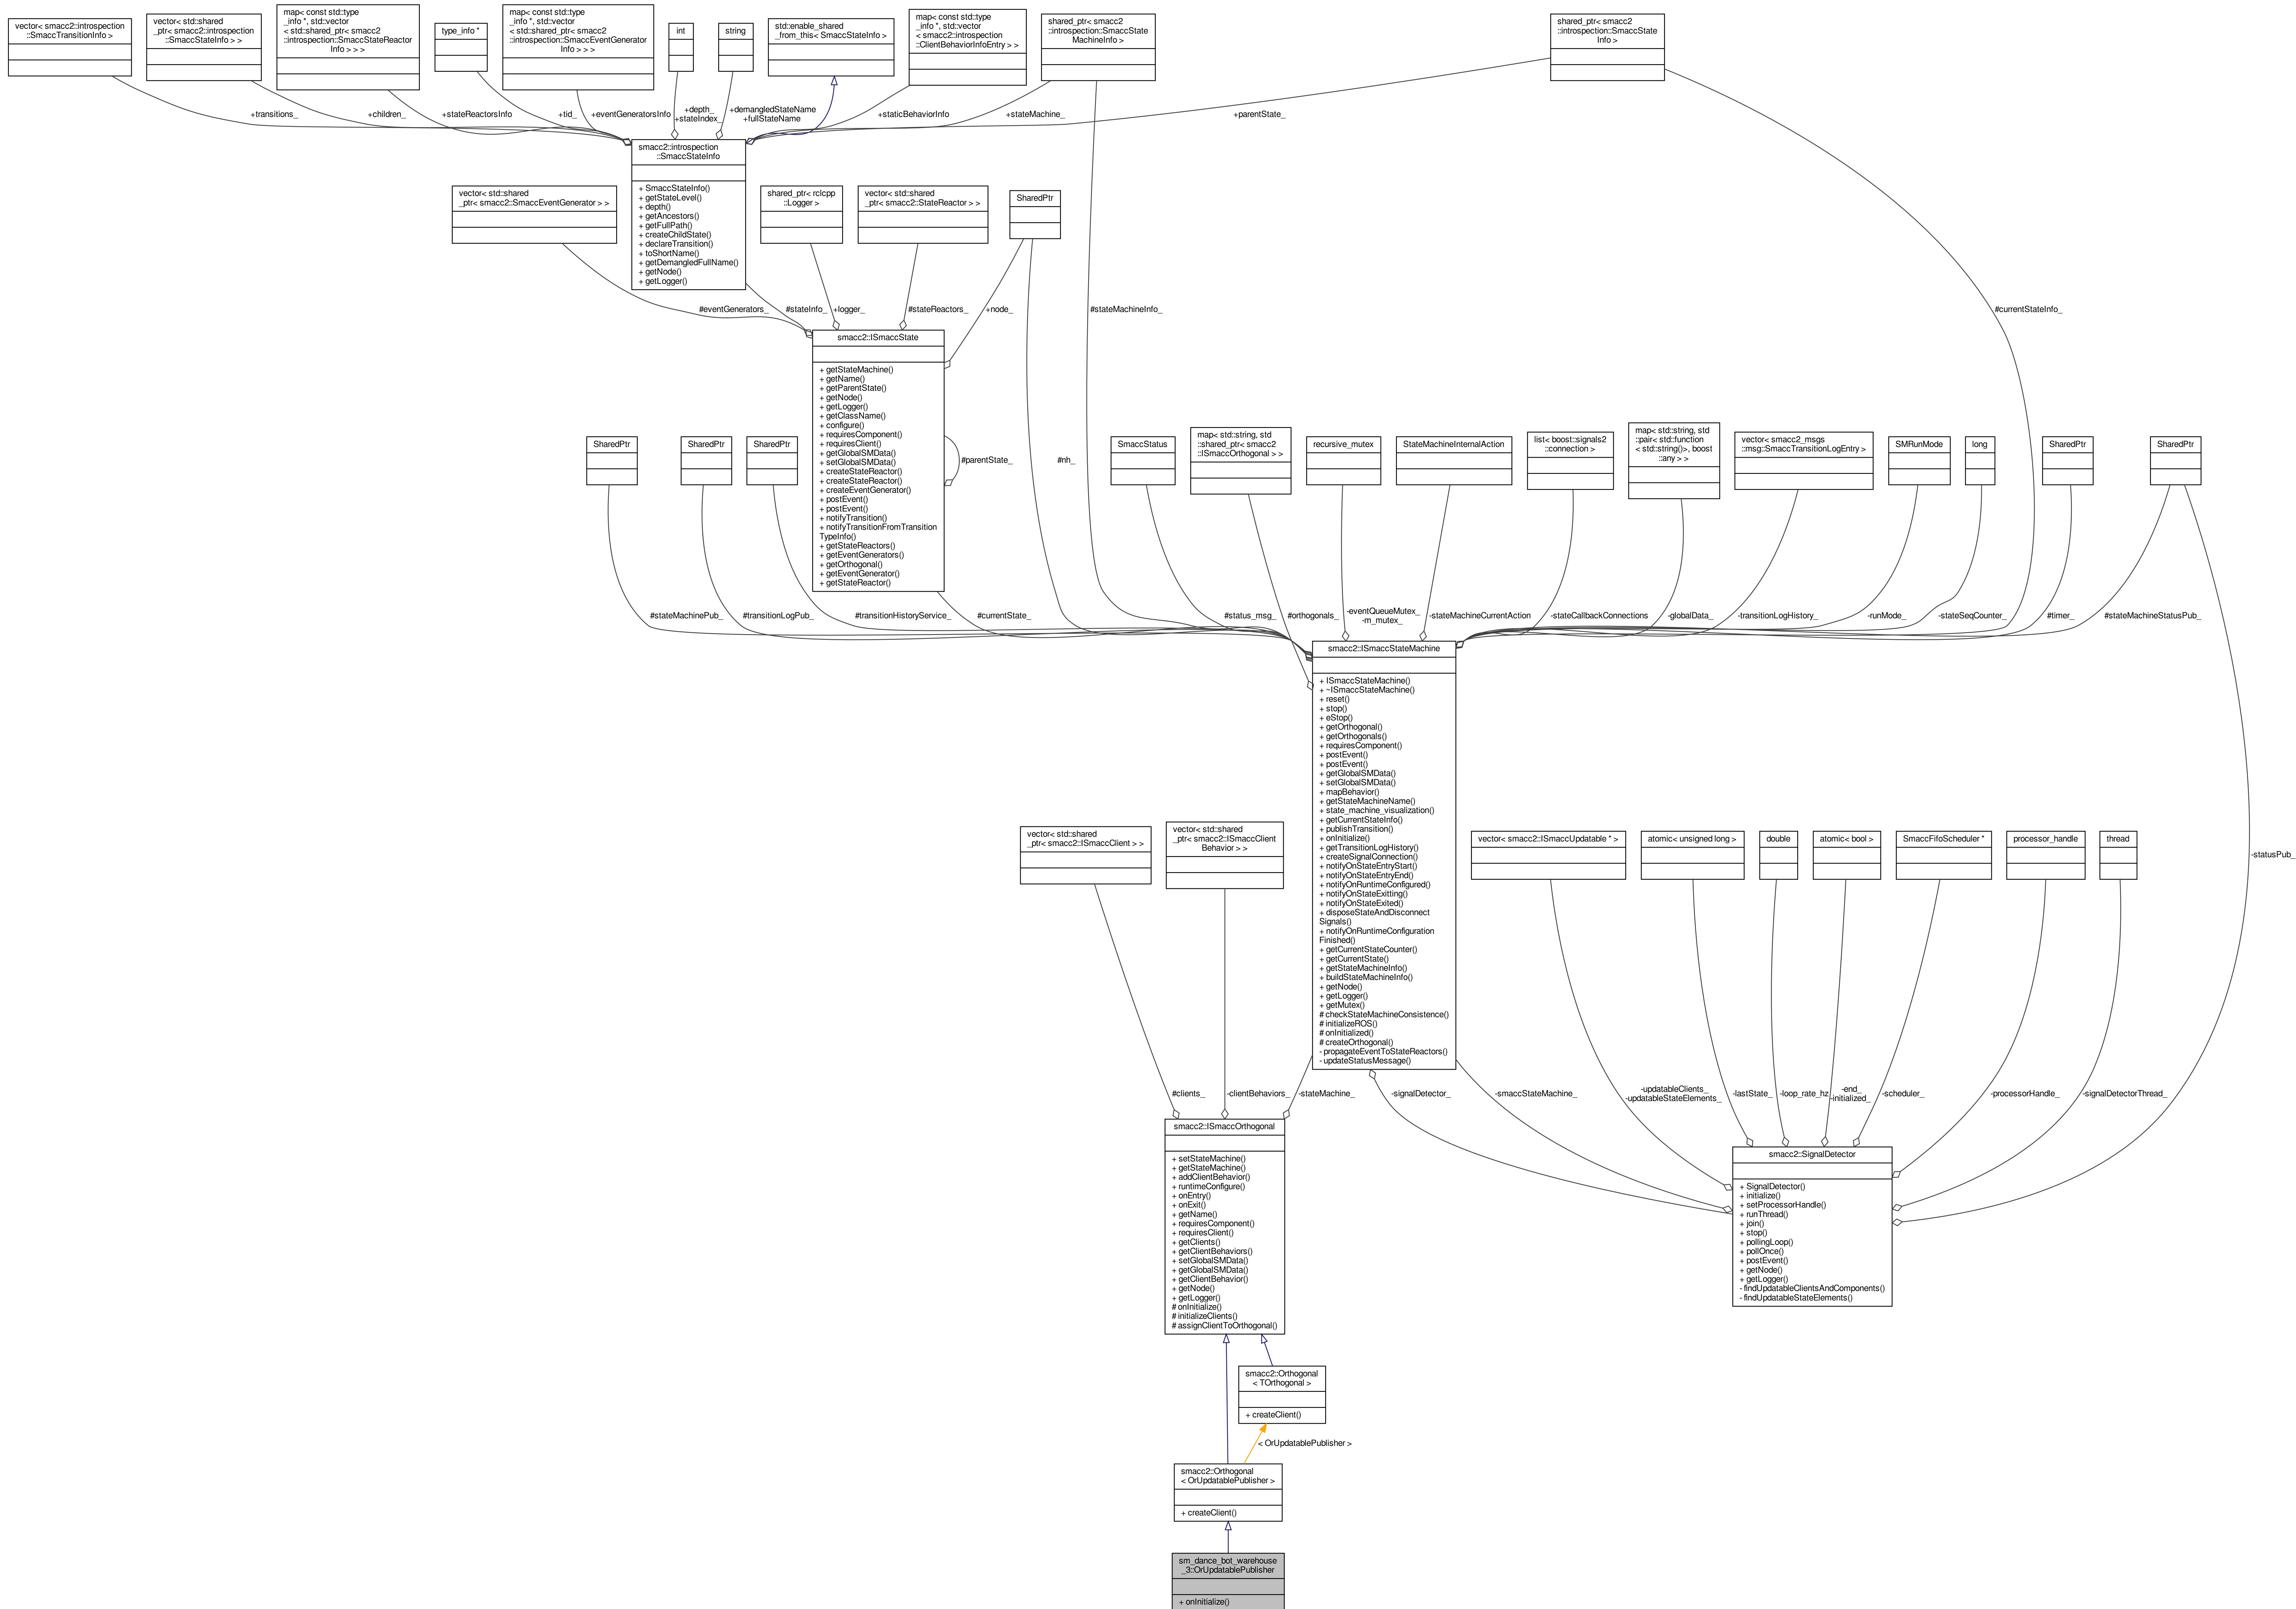 vector< smacc2::introspection
::SmaccTransitionInfo >
vector< std::shared
_ptr< smacc2::introspection
::SmaccStateInfo > >
map< const std::type
_info *, std::vector
< std::shared_ptr< smacc2
::introspection::SmaccStateReactor
Info > > >
type_info *
map< const std::type
_info *, std::vector
< std::shared_ptr< smacc2
::introspection::SmaccEventGenerator
Info > > >
int
string
std::enable_shared
_from_this< SmaccStateInfo >
map< const std::type
_info *, std::vector
< smacc2::introspection
::ClientBehaviorInfoEntry > >
shared_ptr< smacc2
::introspection::SmaccState
MachineInfo >
shared_ptr< smacc2
::introspection::SmaccState
Info >
+transitions_
+children_
+stateReactorsInfo
+tid_
+eventGeneratorsInfo
+depth_
+stateIndex_
+demangledStateName
+fullStateName
+staticBehaviorInfo
+stateMachine_
+parentState_
smacc2::introspection
::SmaccStateInfo
+ SmaccStateInfo()
+ getStateLevel()
+ depth()
+ getAncestors()
+ getFullPath()
+ createChildState()
+ declareTransition()
+ toShortName()
+ getDemangledFullName()
+ getNode()
+ getLogger()
vector< std::shared
_ptr< smacc2::SmaccEventGenerator > >
shared_ptr< rclcpp
::Logger >
vector< std::shared
_ptr< smacc2::StateReactor > >
SharedPtr
#eventGenerators_
#stateInfo_
+logger_
#stateReactors_
+node_
#stateMachineInfo_
#currentStateInfo_
smacc2::ISmaccState
+ getStateMachine()
+ getName()
+ getParentState()
+ getNode()
+ getLogger()
+ getClassName()
+ configure()
+ requiresComponent()
+ requiresClient()
+ getGlobalSMData()
+ setGlobalSMData()
+ createStateReactor()
+ createStateReactor()
+ createEventGenerator()
+ postEvent()
+ postEvent()
+ notifyTransition()
+ notifyTransitionFromTransition
TypeInfo()
+ getStateReactors()
+ getEventGenerators()
+ getOrthogonal()
+ getEventGenerator()
+ getStateReactor()
#parentState_
#nh_
SharedPtr
SharedPtr
SharedPtr
SmaccStatus
map< std::string, std
::shared_ptr< smacc2
::ISmaccOrthogonal > >
recursive_mutex
StateMachineInternalAction
list< boost::signals2
::connection >
map< std::string, std
::pair< std::function
< std::string()>, boost
::any > >
vector< smacc2_msgs
::msg::SmaccTransitionLogEntry >
SMRunMode
long
SharedPtr
SharedPtr
#stateMachinePub_
#transitionLogPub_
#transitionHistoryService_
#currentState_
#status_msg_
#orthogonals_
-eventQueueMutex_
-m_mutex_
-stateMachineCurrentAction
-stateCallbackConnections
-globalData_
-transitionLogHistory_
-runMode_
-stateSeqCounter_
#timer_
#stateMachineStatusPub_
smacc2::ISmaccStateMachine
+ ISmaccStateMachine()
+ ~ISmaccStateMachine()
+ reset()
+ stop()
+ eStop()
+ getOrthogonal()
+ getOrthogonals()
+ requiresComponent()
+ postEvent()
+ postEvent()
+ getGlobalSMData()
+ setGlobalSMData()
+ mapBehavior()
+ getStateMachineName()
+ state_machine_visualization()
+ getCurrentStateInfo()
+ publishTransition()
+ onInitialize()
+ getTransitionLogHistory()
+ createSignalConnection()
+ notifyOnStateEntryStart()
+ notifyOnStateEntryEnd()
+ notifyOnRuntimeConfigured()
+ notifyOnStateExitting()
+ notifyOnStateExited()
+ disposeStateAndDisconnect
Signals()
+ notifyOnRuntimeConfiguration
Finished()
+ getCurrentStateCounter()
+ getCurrentState()
+ getStateMachineInfo()
+ buildStateMachineInfo()
+ getNode()
+ getLogger()
+ getMutex()
# checkStateMachineConsistence()
# initializeROS()
# onInitialized()
# createOrthogonal()
- propagateEventToStateReactors()
- updateStatusMessage()
vector< std::shared
_ptr< smacc2::ISmaccClient > >
vector< std::shared
_ptr< smacc2::ISmaccClient
Behavior > >
vector< smacc2::ISmaccUpdatable * >
atomic< unsigned long >
double
atomic< bool >
SmaccFifoScheduler *
processor_handle
thread
-statusPub_
#clients_
-clientBehaviors_
-stateMachine_
-signalDetector_
-smaccStateMachine_
-updatableClients_
-updatableStateElements_
-lastState_
-loop_rate_hz
-end_
-initialized_
-scheduler_
-processorHandle_
-signalDetectorThread_
smacc2::ISmaccOrthogonal
+ setStateMachine()
+ getStateMachine()
+ addClientBehavior()
+ runtimeConfigure()
+ onEntry()
+ onExit()
+ getName()
+ requiresComponent()
+ requiresClient()
+ getClients()
+ getClientBehaviors()
+ setGlobalSMData()
+ getGlobalSMData()
+ getClientBehavior()
+ getNode()
+ getLogger()
# onInitialize()
# initializeClients()
# assignClientToOrthogonal()
smacc2::SignalDetector
+ SignalDetector()
+ initialize()
+ setProcessorHandle()
+ runThread()
+ join()
+ stop()
+ pollingLoop()
+ pollOnce()
+ postEvent()
+ getNode()
+ getLogger()
- findUpdatableClientsAndComponents()
- findUpdatableStateElements()
smacc2::Orthogonal
< TOrthogonal >
+ createClient()
< OrUpdatablePublisher >
smacc2::Orthogonal
< OrUpdatablePublisher >
+ createClient()
sm_dance_bot_warehouse
_3::OrUpdatablePublisher
+ onInitialize()